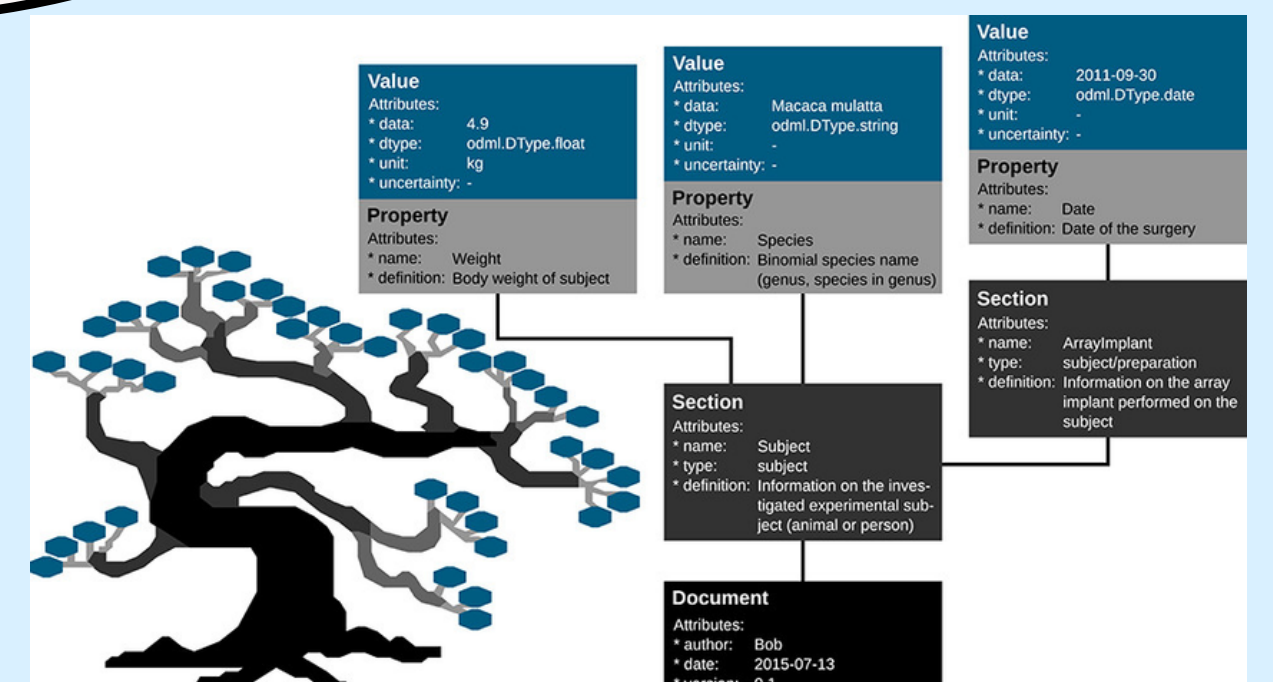 Value
Attributes:
* data: 4.9
* dtype: odml.DType.float
* unit: kg
* uncertainty: -
Property
Attributes:
* name: Weight
* definition: Body weight of subject
Value
Attributes:
* data: Macaca mulatta
* dtype: odml.DType.string
* unit: -
* uncertainty: -
Property
Attributes:
* name: Species
* definition: Binomial species name
(genus, species in genus)
Value
Attributes:
* data: 2011-09-30
* dtype: odml.DType.date
* unit: -
* uncertainty: -
Property
Attributes:
* name: Date
* definition: Date of the surgery
Section
Attributes:
* name: ArrayImplant
* type: subject/preparation
* definition: Information on the array
implant performed on the
subject
Section
Attributes:
* name: Subject
* type: subject
* definition: Information on the inves-
tigated experimental sub-
ject (animal or person)
Document
Attributes:
* author: Bob
* date: 2015-07-13
* version: 0.1